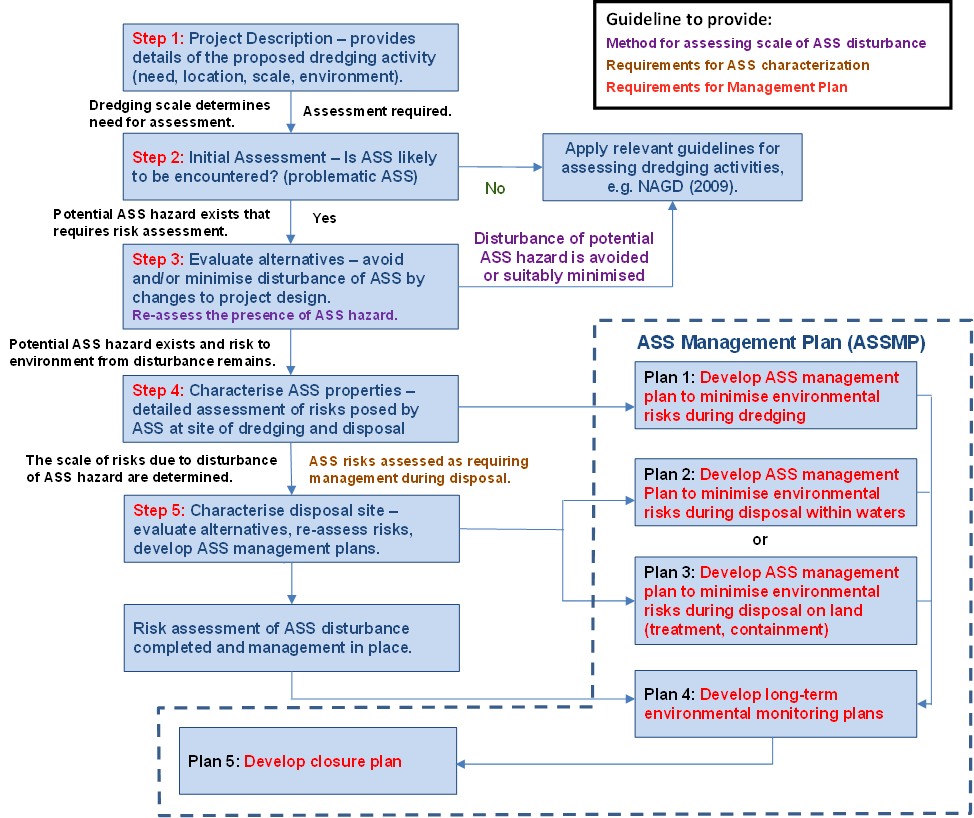 Guideline to provide:
Method for assessing scale of ASS disturbance
Requirements for ASS characterization
Requirements for Management Plan
Step 1: Project Description – provides
details of the proposed dredging activity
(need, location, scale, environment).
Dredging scale determines
need for assessment.
Assessment required.
Step 2: Initial Assessment – Is ASS likely
to be encountered? (problematic ASS)
No
Apply relevant guidelines for
assessing dredging activities,
e.g. NAGD (2009).
Potential ASS hazard exists that
requires risk assessment.
Yes
Step 3: Evaluate alternatives – avoid
and/or minimise disturbance of ASS by
changes to project design.
Re-assess the presence of ASS hazard.
Disturbance of potential
ASS hazard is avoided
or suitably minimised
Potential ASS hazard exists and risk to
environment from disturbance remains.
Step 4: Characterise ASS properties –
detailed assessment of risks posed by
ASS at site of dredging and disposal
The scale of risks due to disturbance
of ASS hazard are determined.
ASS risks assessed as requiring
management during disposal.
Step 5: Characterise disposal site –
evaluate alternatives, re-assess risks,
develop ASS management plans.
Risk assessment of ASS disturbance
completed and management in place.
ASS Management Plan (ASSMP)
Plan 1: Develop ASS management
plan to minimise environmental
risks during dredging
Plan 2: Develop ASS management
Plan to minimise environmental
risks during disposal within waters
or
Plan 3: Develop ASS management
plan to minimise environmental
risks during disposal on land
(treatment, containment)
Plan 4: Develop long-term
environmental monitoring plans
Plan 5: Develop closure plan